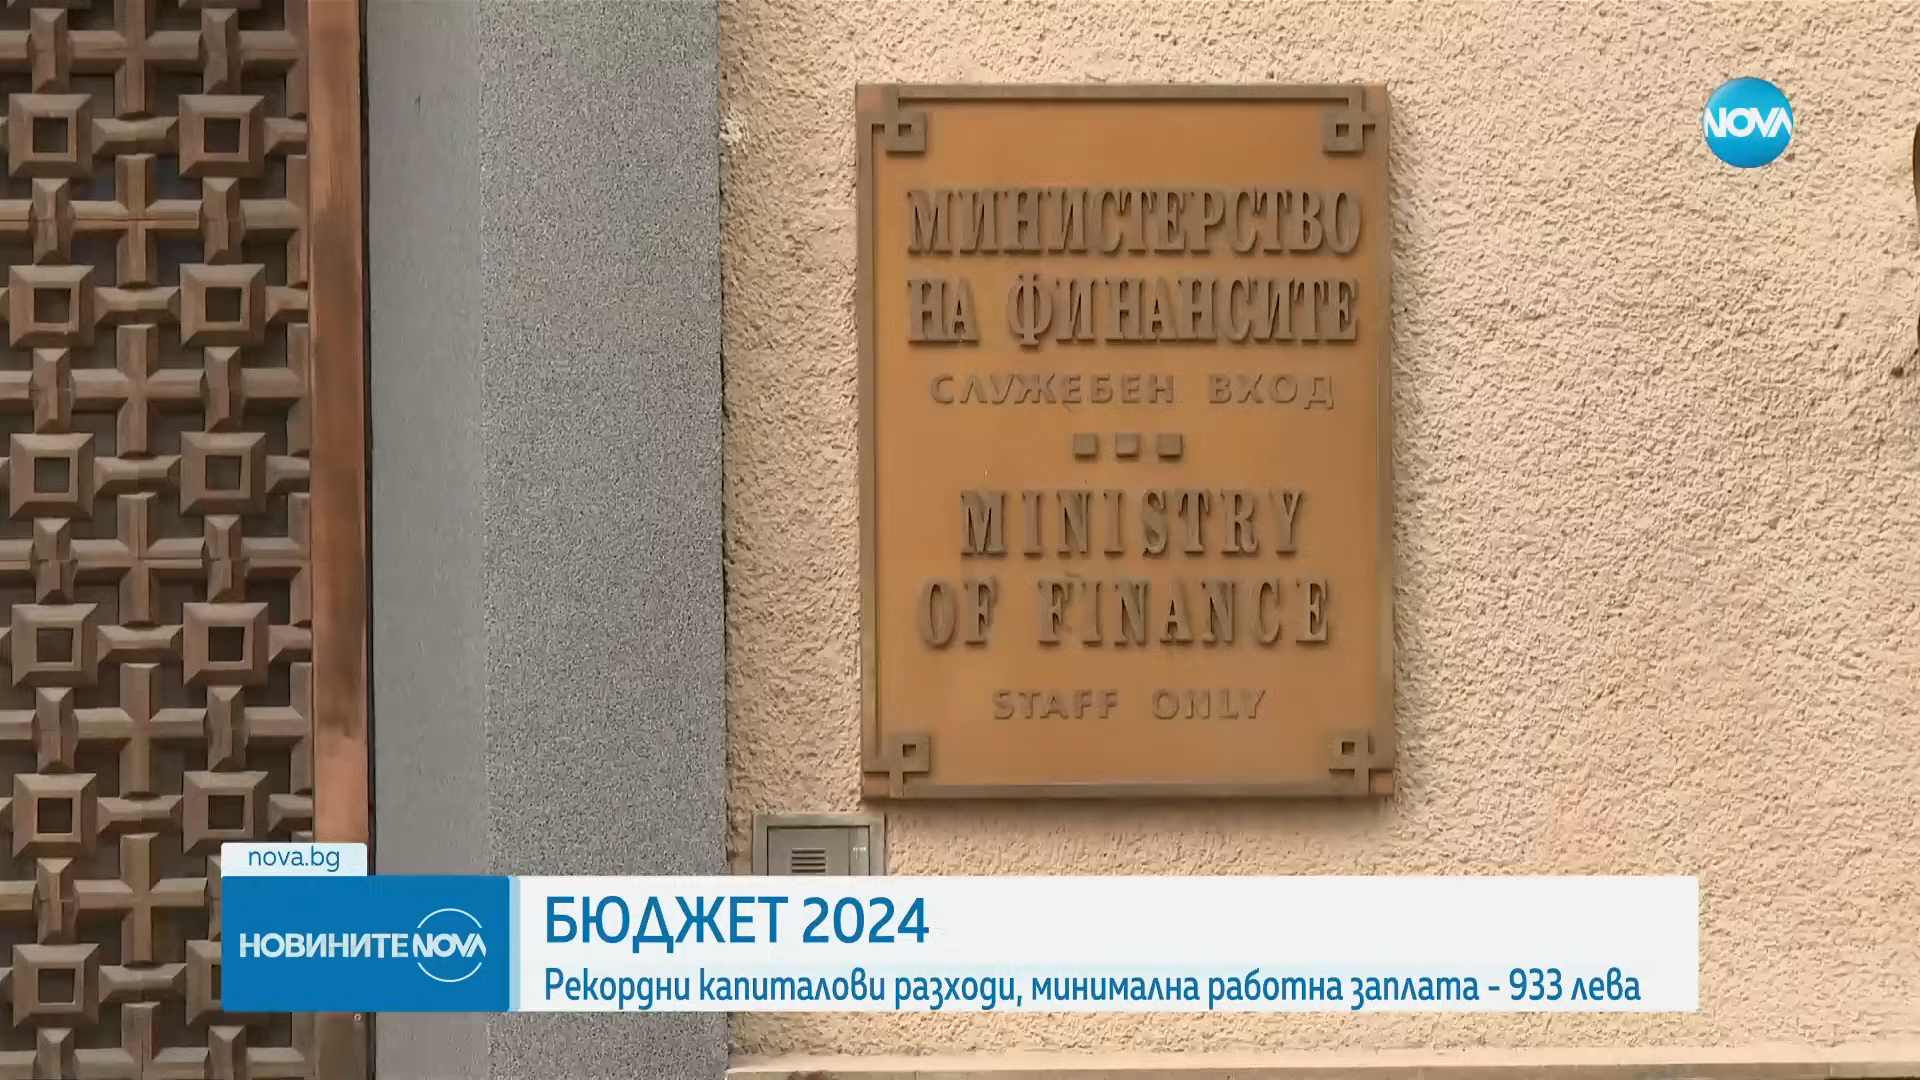 NOVA
МИНИСТЕРСТВО
НА ФИНАНСИТЕ
СЛУЖЕБЕН ВХОД
MINISTRY
OF FINANCE
STAFF ONLY
nova.bg
НОВИНИТЕ NOVA
БЮДЖЕТ 2024
Рекордни капиталови разходи, минимална работна заплата - 933 лева